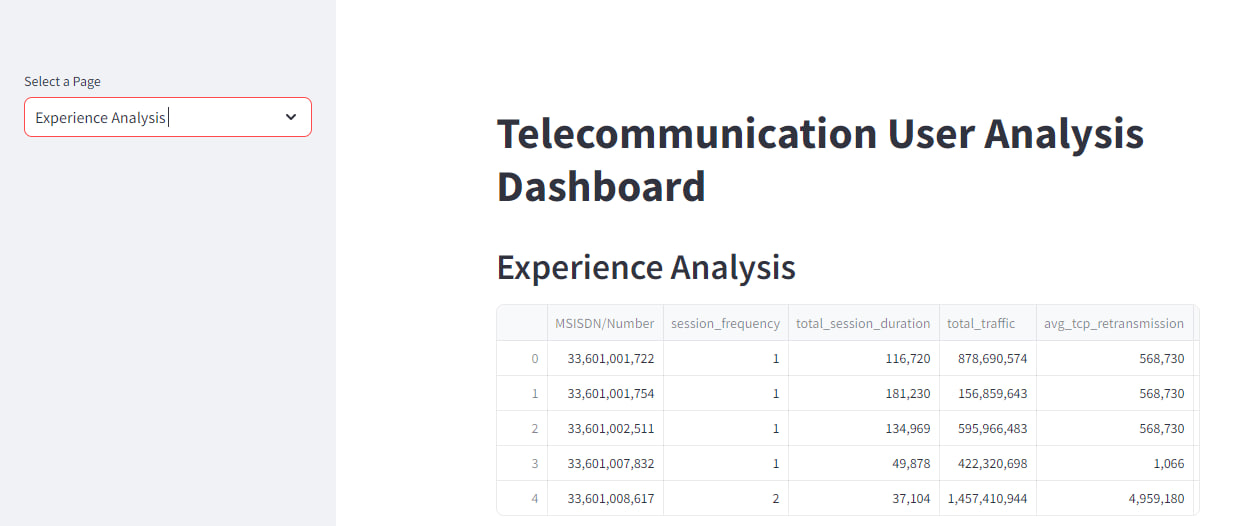 Select a Page
Experience Analysis
Telecommunication User Analysis
Dashboard
Experience Analysis
MSISDN/Number session_frequency total_session_duration total_traffic avg_tcp_retransmission
0 33,601,001,722 1 116,720 878,690,574 568,730
1 33,601,001,754 1 181,230 156,859,643 568,730
2 33,601,002,511 1 134,969 595,966,483 568,730
3 33,601,007,832 1 49,878 422,320,698 1,066
4 33,601,008,617 2 37,104 1,457,410,944 4,959,180